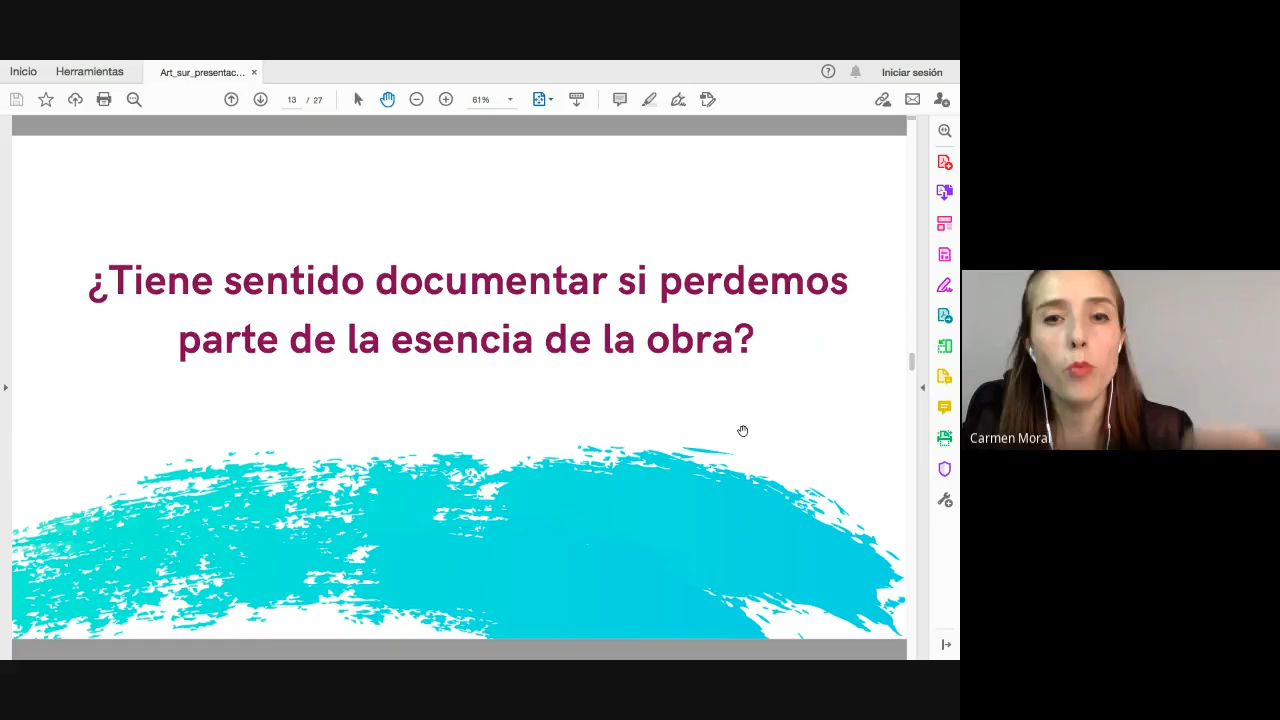 Inicio Herramientas Art_sur_presentac... × Iniciar sesión
13 / 27 61%
¿Tiene sentido documentar si perdemos
parte de la esencia de la obra?
Carmen Moral